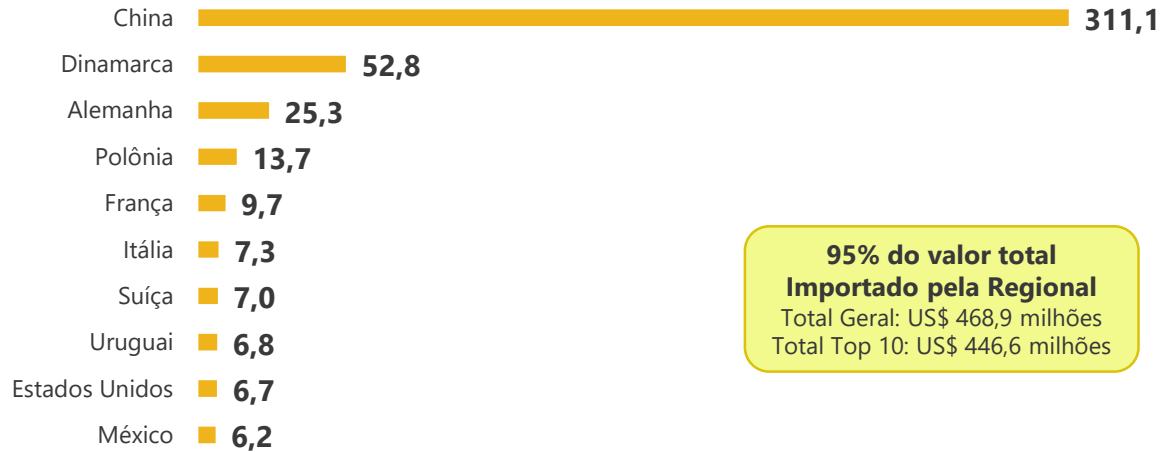 China 311,1
Dinamarca 52,8
Alemanha 25,3
Polônia 13,7
França 9,7
Itália 7,3
Suíça 7,0
Uruguai 6,8
Estados Unidos 6,7
México 6,2
95% do valor total
Importado pela Regional
Total Geral: US$ 468,9 milhões
Total Top 10: US$ 446,6 milhões